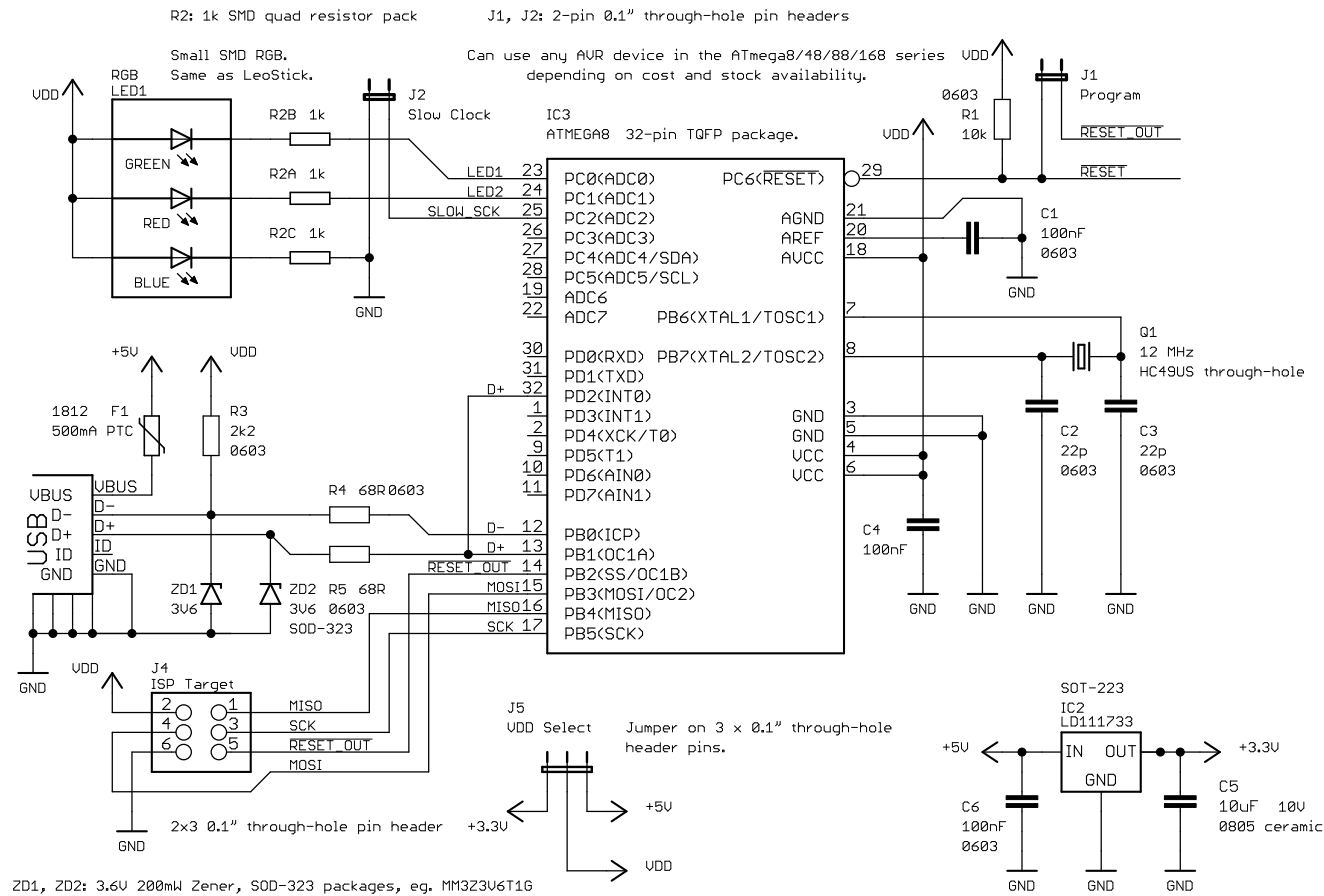 R2: 1k SMD quad resistor pack
J1, J2: 2-pin 0.1" through-hole pin headers
Small SMD RGB.
Same as LeoStick.
Can use any AVR device in the ATmega8/48/88/168 series
depending on cost and stock availability.
RGB
LED1
VDD
GREEN
RED
BLUE
R2B 1k
R2A 1k
R2C 1k
J2
Slow Clock
GND
LED1
LED2
SLOW_SCK
IC3
ATMEGA8 32-pin TQFP package.
VDD
VDD
0603
R1
10k
J1
Program
RESET_OUT
RESET
23 PC0(ADC0)
24 PC1(ADC1)
25 PC2(ADC2)
26 PC3(ADC3)
27 PC4(ADC4/SDA)
28 PC5(ADC5/SCL)
19 ADC6
22 ADC7
30 PD0(RXD)
31 PD1(TXD)
32 PD2(INT0)
1 PD3(INT1)
2 PD4(XCK/T0)
9 PD5(T1)
10 PD6(AIN0)
11 PD7(AIN1)
12 PB0(ICP)
13 PB1(OC1A)
14 PB2(SS/OC1B)
15 PB3(MOSI/OC2)
16 PB4(MISO)
17 PB5(SCK)
PC6(RESET) 29
AGND 21
AREF 20
AVCC 18
PB6(XTAL1/TOSC1) 7
PB7(XTAL2/TOSC2) 8
GND 3
GND 5
VCC 4
VCC 6
C1
100nF
0603
GND
Q1
12 MHz
HC49US through-hole
C2
22p
0603
C3
22p
0603
C4
100nF
GND
GND
GND
GND
+5V
VDD
1812 F1
500mA PTC
R3
2k2
0603
VBUS
D-
D+
ID
GND
USB
VBUS
D-
D+
ID
GND
R4 68R 0603
D+
D-
D+
RESET_OUT
MOSI
MISO
SCK
ZD1
3V6
ZD2
3V6
SOD-323
R5 68R
0603
GND
VDD
J4
ISP Target
2 1
4 3
6 5
MISO
SCK
RESET_OUT
MOSI
GND
2x3 0.1" through-hole pin header
J5
VDD Select
Jumper on 3 x 0.1" through-hole
header pins.
+3.3V
+5V
VDD
SOT-223
IC2
LD111733
IN OUT
GND
+5V
+3.3V
C6
100nF
0603
C5
10uF 10V
0805 ceramic
GND
GND
GND
ZD1, ZD2: 3.6V 200mW Zener, SOD-323 packages, eg. MM3Z3V6T1G